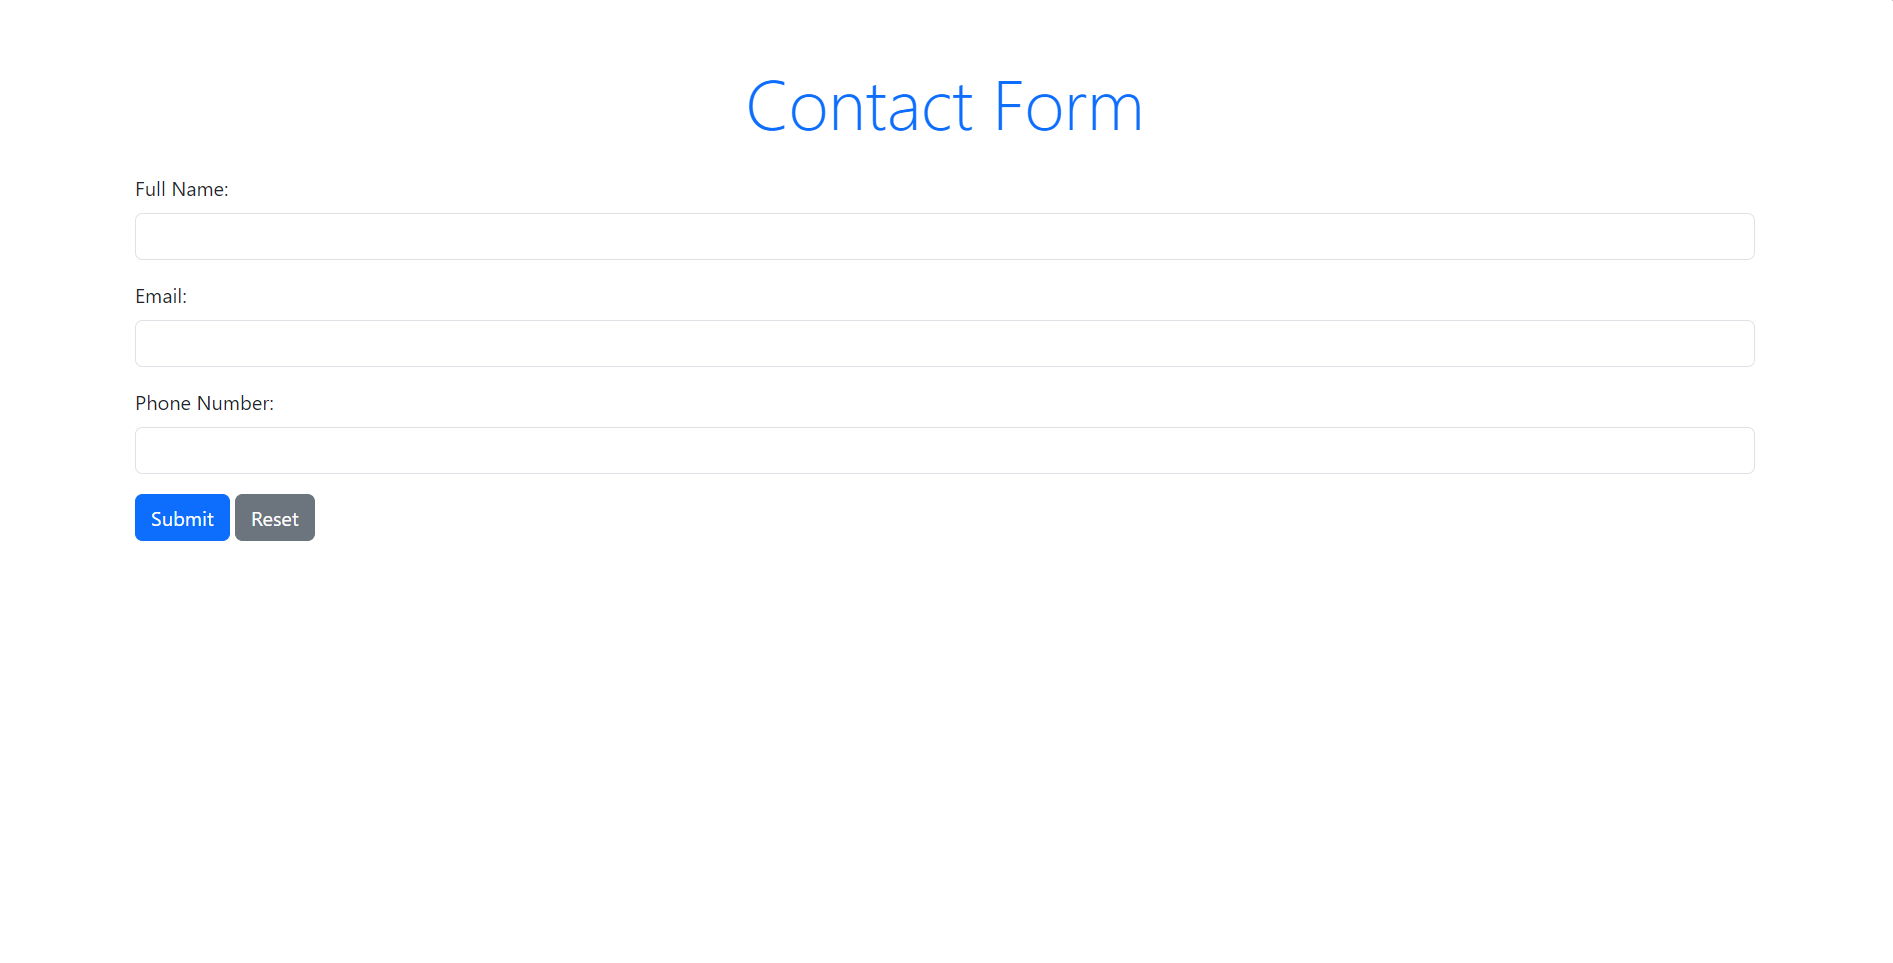 Contact Form
Full Name:
Email:
Phone Number:
Submit Reset